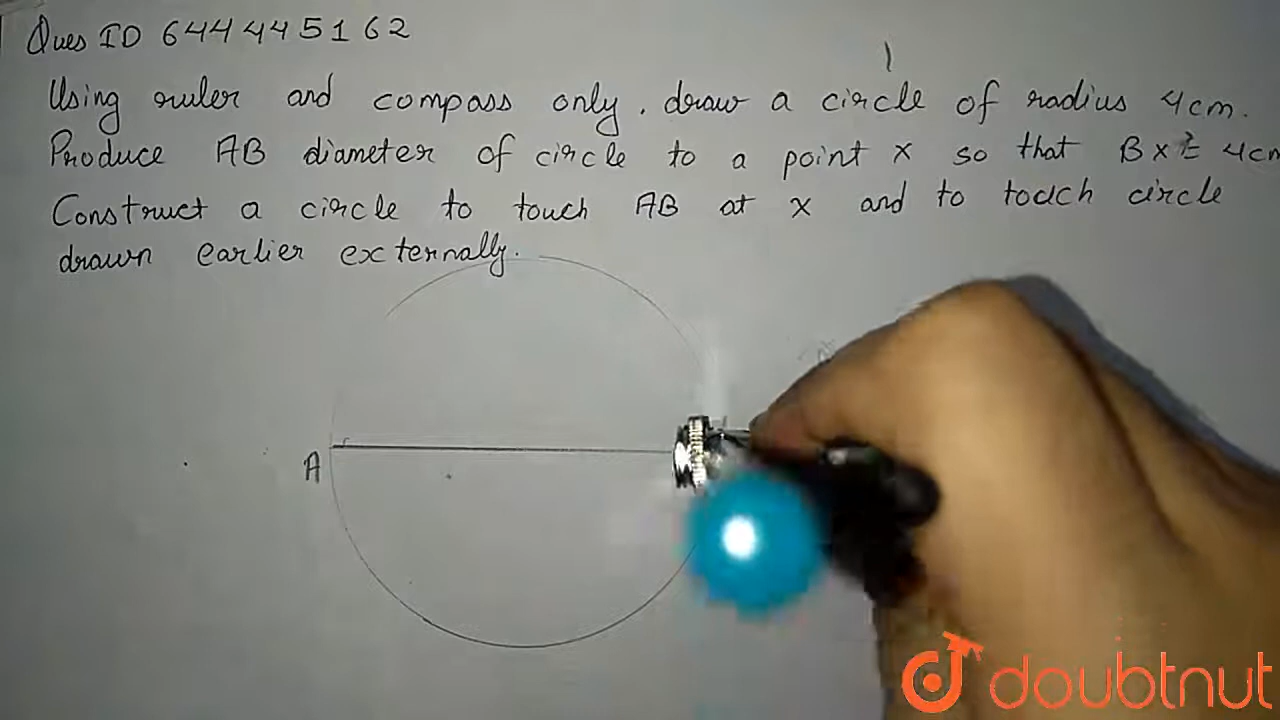 Ques ID 644445162
Using ruler and compass only, draw a circle of radius 4cm.
Produce AB diameter of circle to a point X so that BX = 4cm
Construct a circle to touch AB at X and to touch circle
drawn earlier externally.
A
doubtnut